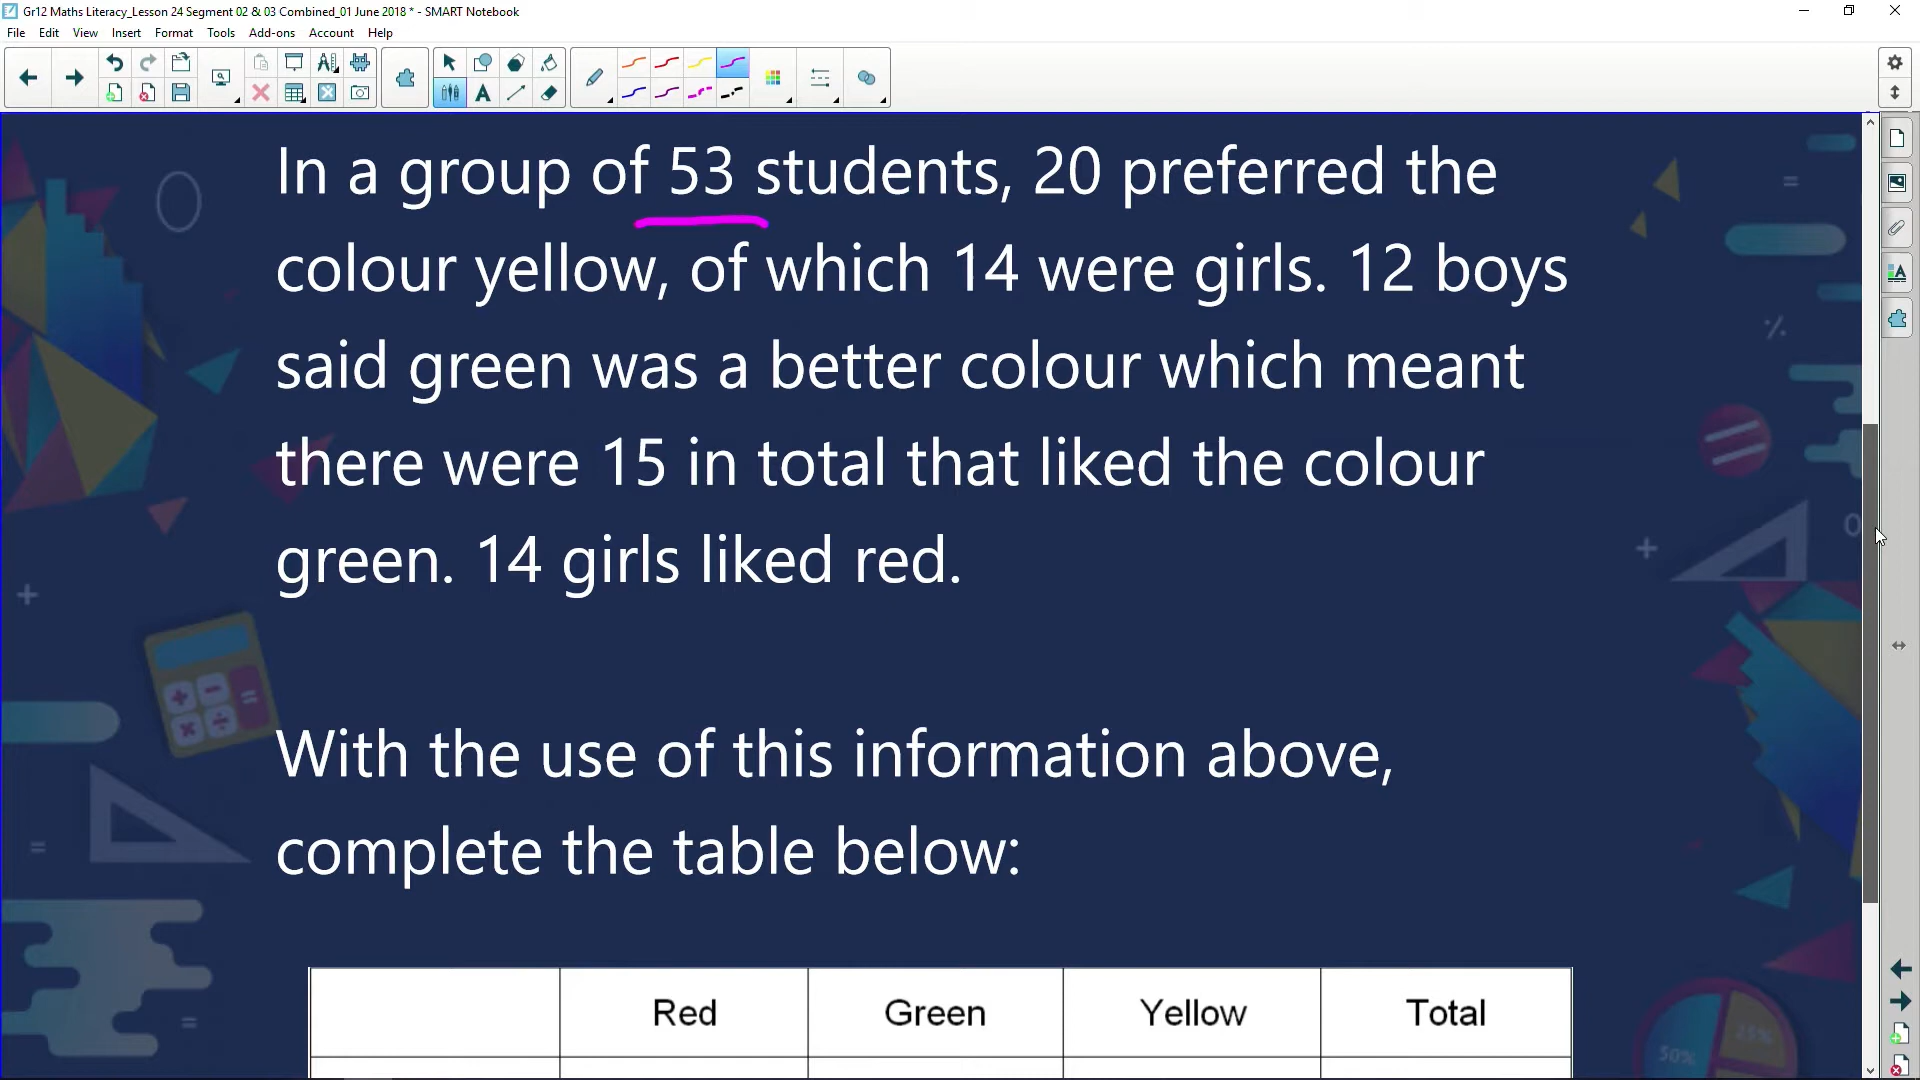 Gr12 Maths Literacy_Lesson 24 Segment 02 & 03 Combined_01 June 2018 * - SMART Notebook
File Edit View Insert Format Tools Add-ons Account Help
In a group of 53 students, 20 preferred the
colour yellow, of which 14 were girls. 12 boys
said green was a better colour which meant
there were 15 in total that liked the colour
green. 14 girls liked red.
With the use of this information above,
complete the table below:
Red Green Yellow Total
50% 25%